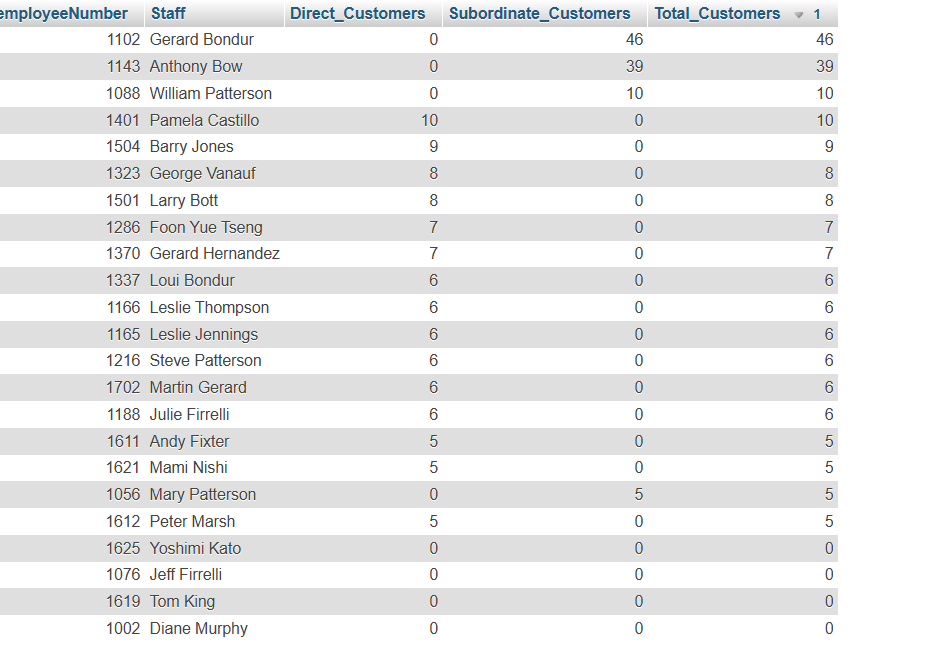 employeeNumber Staff Direct_Customers Subordinate_Customers Total_Customers 1
1102 Gerard Bondur 0 46 46
1143 Anthony Bow 0 39 39
1088 William Patterson 0 10 10
1401 Pamela Castillo 10 0 10
1504 Barry Jones 9 0 9
1323 George Vanauf 8 0 8
1501 Larry Bott 8 0 8
1286 Foon Yue Tseng 7 0 7
1370 Gerard Hernandez 7 0 7
1337 Loui Bondur 6 0 6
1166 Leslie Thompson 6 0 6
1165 Leslie Jennings 6 0 6
1216 Steve Patterson 6 0 6
1702 Martin Gerard 6 0 6
1188 Julie Firrelli 6 0 6
1611 Andy Fixter 5 0 5
1621 Mami Nishi 5 0 5
1056 Mary Patterson 0 5 5
1612 Peter Marsh 5 0 5
1625 Yoshimi Kato 0 0 0
1076 Jeff Firrelli 0 0 0
1619 Tom King 0 0 0
1002 Diane Murphy 0 0 0